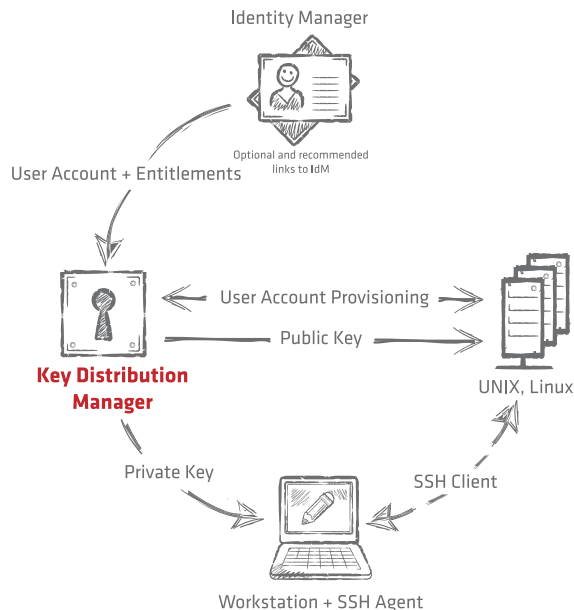 Identity Manager
Optional and recommended
links to IdM
User Account + Entitlements
User Account Provisioning
Public Key
Key Distribution
Manager
UNIX, Linux
Private Key
SSH Client
Workstation + SSH Agent